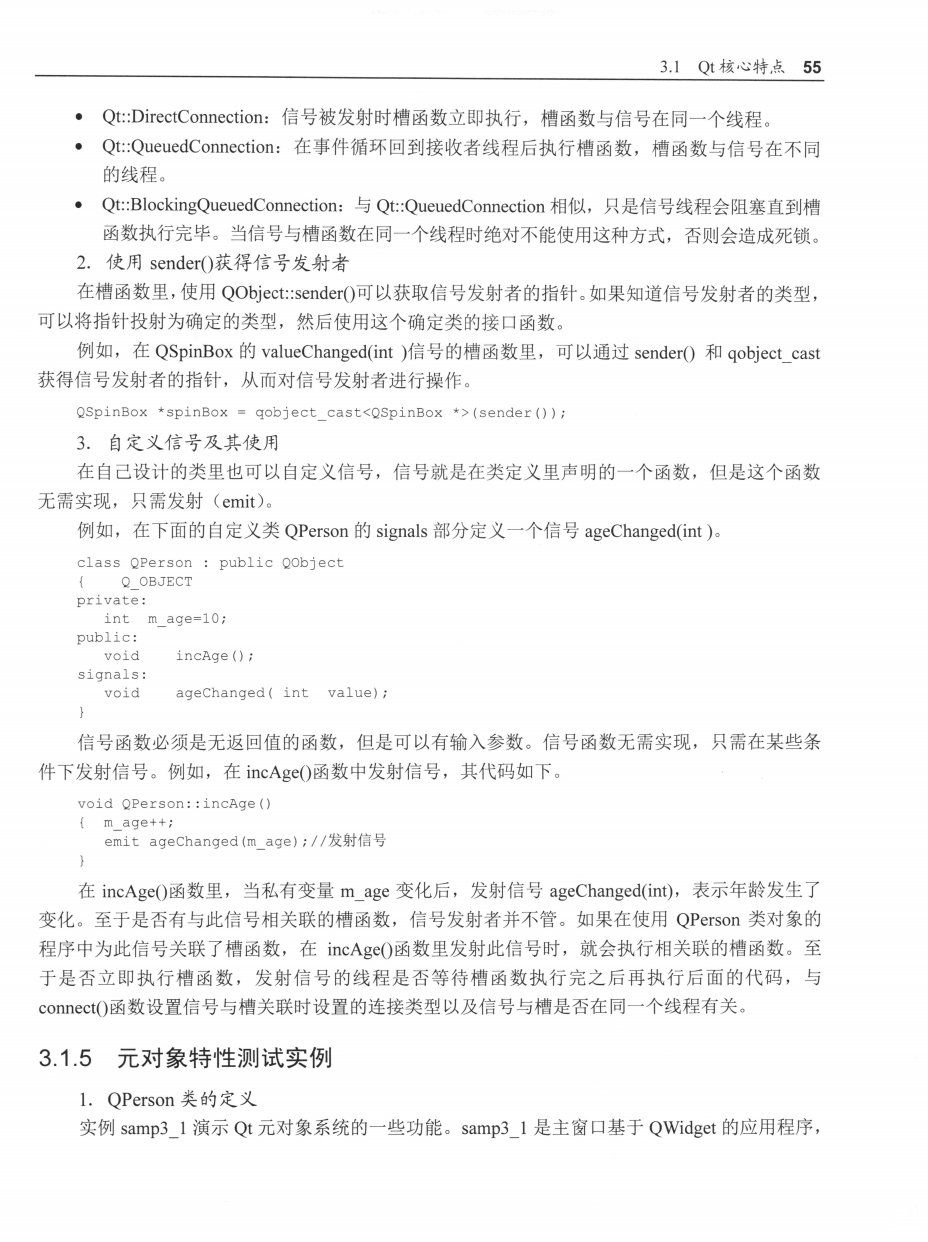 3.1 Qt 核心特点 55
• Qt::DirectConnection：信号被发射时槽函数立即执行，槽函数与信号在同一个线程。
• Qt::QueuedConnection：在事件循环回到接收者线程后执行槽函数，槽函数与信号在不同
的线程。
• Qt::BlockingQueuedConnection：与 Qt::QueuedConnection 相似，只是信号线程会阻塞直到槽
函数执行完毕。当信号与槽函数在同一个线程时绝对不能使用这种方式，否则会造成死锁。
2．使用 sender()获得信号发射者
在槽函数里，使用 QObject::sender()可以获取信号发射者的指针。如果知道信号发射者的类型，
可以将指针投射为确定的类型，然后使用这个确定类的接口函数。
例如，在 QSpinBox 的 valueChanged(int )信号的槽函数里，可以通过 sender() 和 qobject_cast
获得信号发射者的指针，从而对信号发射者进行操作。
QSpinBox *spinBox = qobject_cast<QSpinBox *>(sender());
3．自定义信号及其使用
在自己设计的类里也可以自定义信号，信号就是在类定义里声明的一个函数，但是这个函数
无需实现，只需发射（emit）。
例如，在下面的自定义类 QPerson 的 signals 部分定义一个信号 ageChanged(int )。
class QPerson : public QObject
{ Q_OBJECT
private:
int m_age=10;
public:
void incAge();
signals:
void ageChanged( int value);
}
信号函数必须是无返回值的函数，但是可以有输入参数。信号函数无需实现，只需在某些条
件下发射信号。例如，在 incAge()函数中发射信号，其代码如下。
void QPerson::incAge()
{ m_age++;
emit ageChanged(m_age);//发射信号
}
在 incAge()函数里，当私有变量 m_age 变化后，发射信号 ageChanged(int)，表示年龄发生了
变化。至于是否有与此信号相关联的槽函数，信号发射者并不管。如果在使用 QPerson 类对象的
程序中为此信号关联了槽函数，在 incAge()函数里发射此信号时，就会执行相关联的槽函数。至
于是否立即执行槽函数，发射信号的线程是否等待槽函数执行完之后再执行后面的代码，与
connect()函数设置信号与槽关联时设置的连接类型以及信号与槽是否在同一个线程有关。
3.1.5 元对象特性测试实例
1．QPerson 类的定义
实例 samp3_1 演示 Qt 元对象系统的一些功能。samp3_1 是主窗口基于 QWidget 的应用程序，